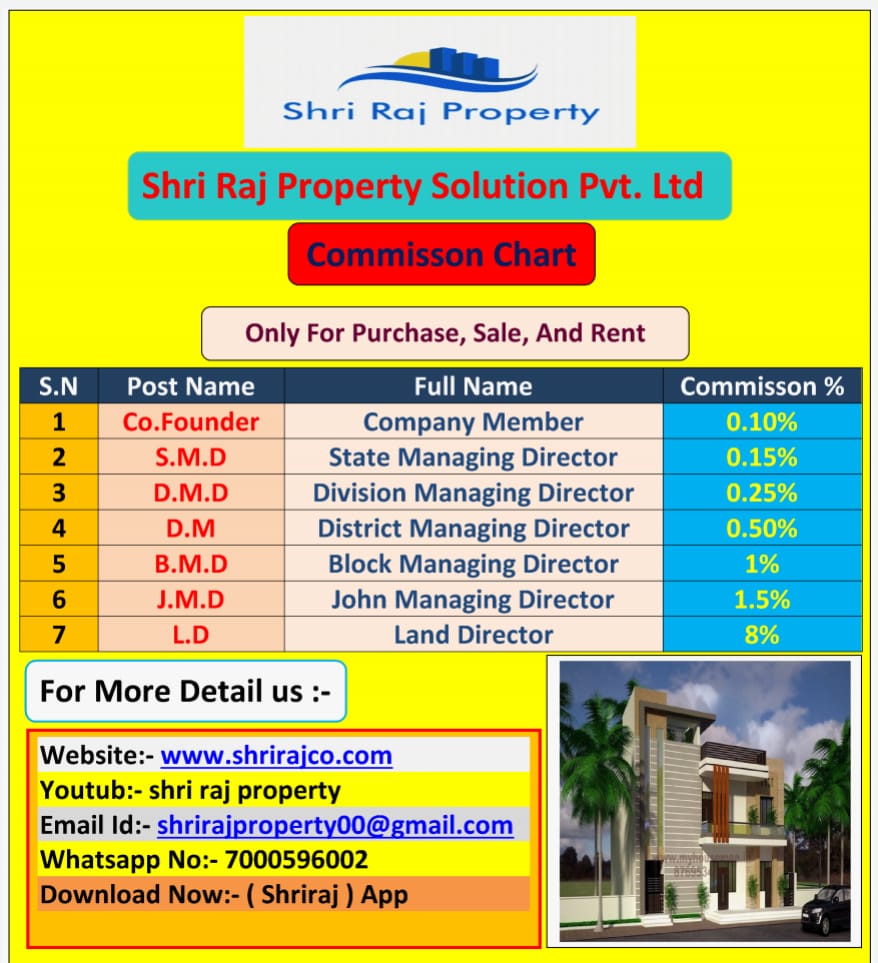 Shri Raj Property
Shri Raj Property Solution Pvt. Ltd
Commisson Chart
Only For Purchase, Sale, And Rent
S.N Post Name Full Name Commisson %
1 Co.Founder Company Member 0.10%
2 S.M.D State Managing Director 0.15%
3 D.M.D Division Managing Director 0.25%
4 D.M District Managing Director 0.50%
5 B.M.D Block Managing Director 1%
6 J.M.D John Managing Director 1.5%
7 L.D Land Director 8%
For More Detail us :-
Website:- www.shrirajco.com
Youtub:- shri raj property
Email Id:- shrirajproperty00@gmail.com
Whatsapp No:- 7000596002
Download Now:- ( Shriraj ) App